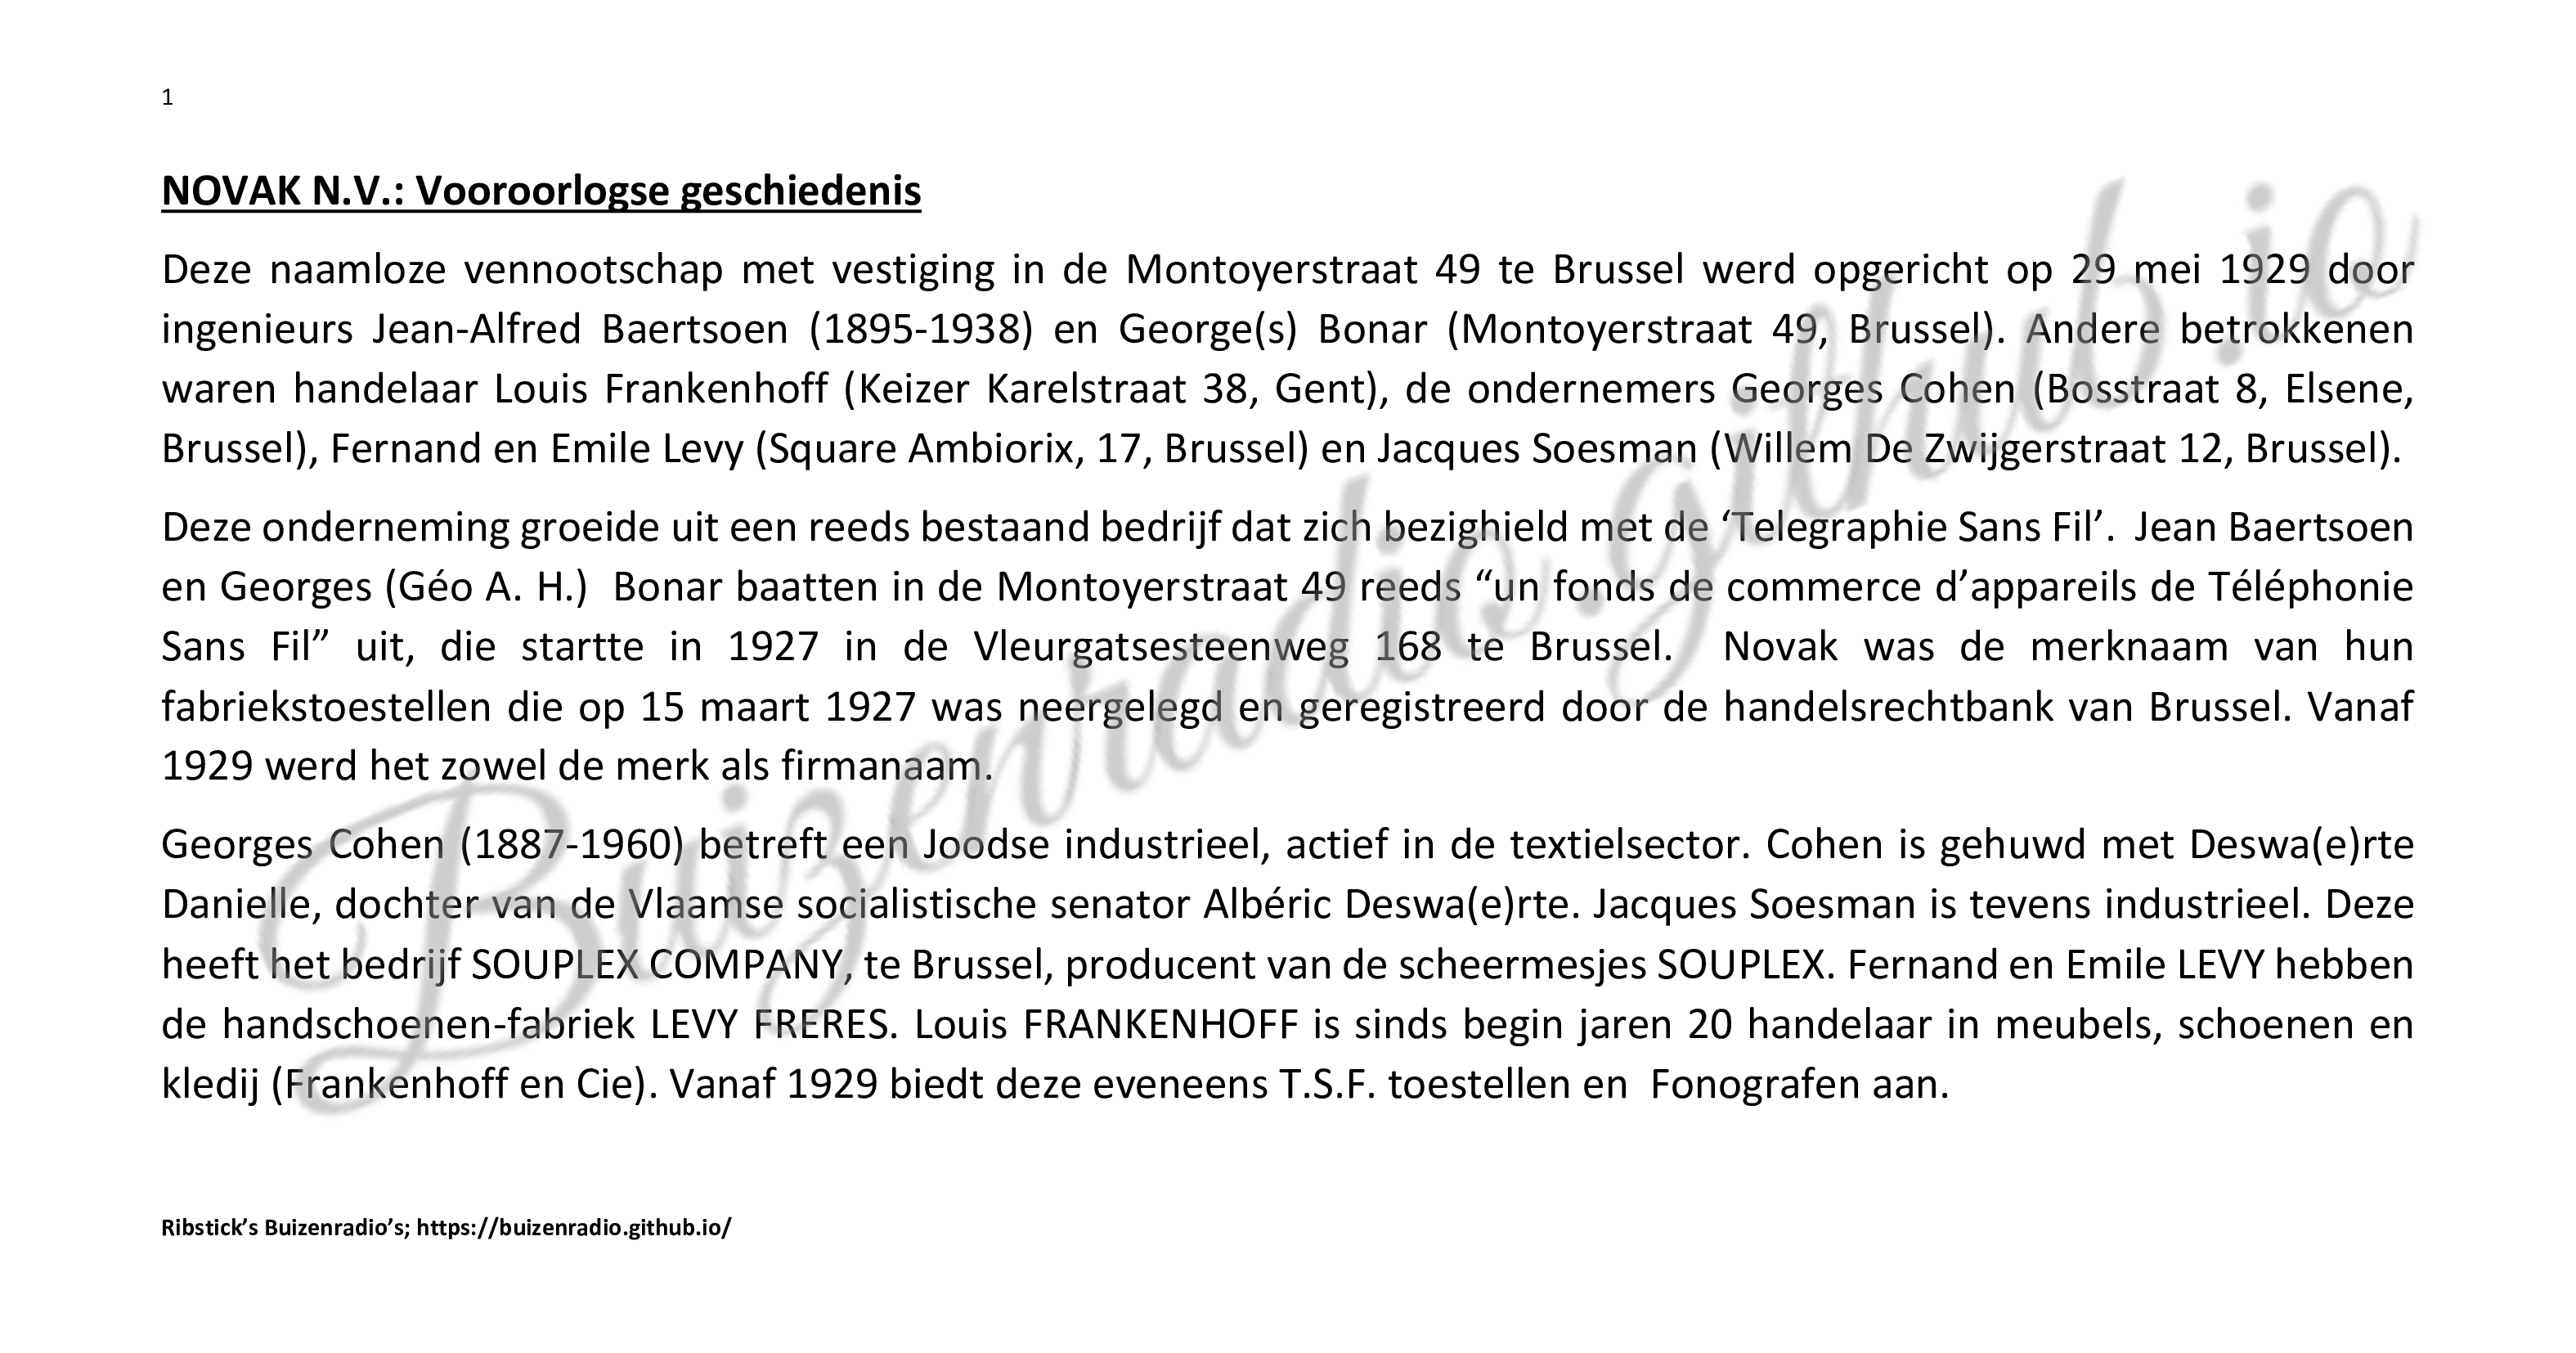 1
NOVAK N.V.: Vooroorlogse geschiedenis
Deze naamloze vennootschap met vestiging in de Montoyerstraat 49 te Brussel werd opgericht op 29 mei 1929 door
ingenieurs Jean-Alfred Baertsoen (1895-1938) en George(s) Bonar (Montoyerstraat 49, Brussel). Andere betrokkenen
waren handelaar Louis Frankenhoff (Keizer Karelstraat 38, Gent), de ondernemers Georges Cohen (Bosstraat 8, Elsene,
Brussel), Fernand en Emile Levy (Square Ambiorix, 17, Brussel) en Jacques Soesman (Willem De Zwijgerstraat 12, Brussel).
Deze onderneming groeide uit een reeds bestaand bedrijf dat zich bezighield met de ‘Telegraphie Sans Fil’. Jean Baertsoen
en Georges (Géo A. H.) Bonar baatten in de Montoyerstraat 49 reeds “un fonds de commerce d’appareils de Téléphonie
Sans Fil” uit, die startte in 1927 in de Vleurgatsesteenweg 168 te Brussel. Novak was de merknaam van hun
fabriekstoestellen die op 15 maart 1927 was neergelegd en geregistreerd door de handelsrechtbank van Brussel. Vanaf
1929 werd het zowel de merk als firmanaam.
Georges Cohen (1887-1960) betreft een Joodse industrieel, actief in de textielsector. Cohen is gehuwd met Deswa(e)rte
Danielle, dochter van de Vlaamse socialistische senator Albéric Deswa(e)rte. Jacques Soesman is tevens industrieel. Deze
heeft het bedrijf SOUPLEX COMPANY, te Brussel, producent van de scheermesjes SOUPLEX. Fernand en Emile LEVY hebben
de handschoenen-fabriek LEVY FRERES. Louis FRANKENHOFF is sinds begin jaren 20 handelaar in meubels, schoenen en
kledij (Frankenhoff en Cie). Vanaf 1929 biedt deze eveneens T.S.F. toestellen en Fonografen aan.
Buizenradio.github.io
Ribstick’s Buizenradio’s; https://buizenradio.github.io/